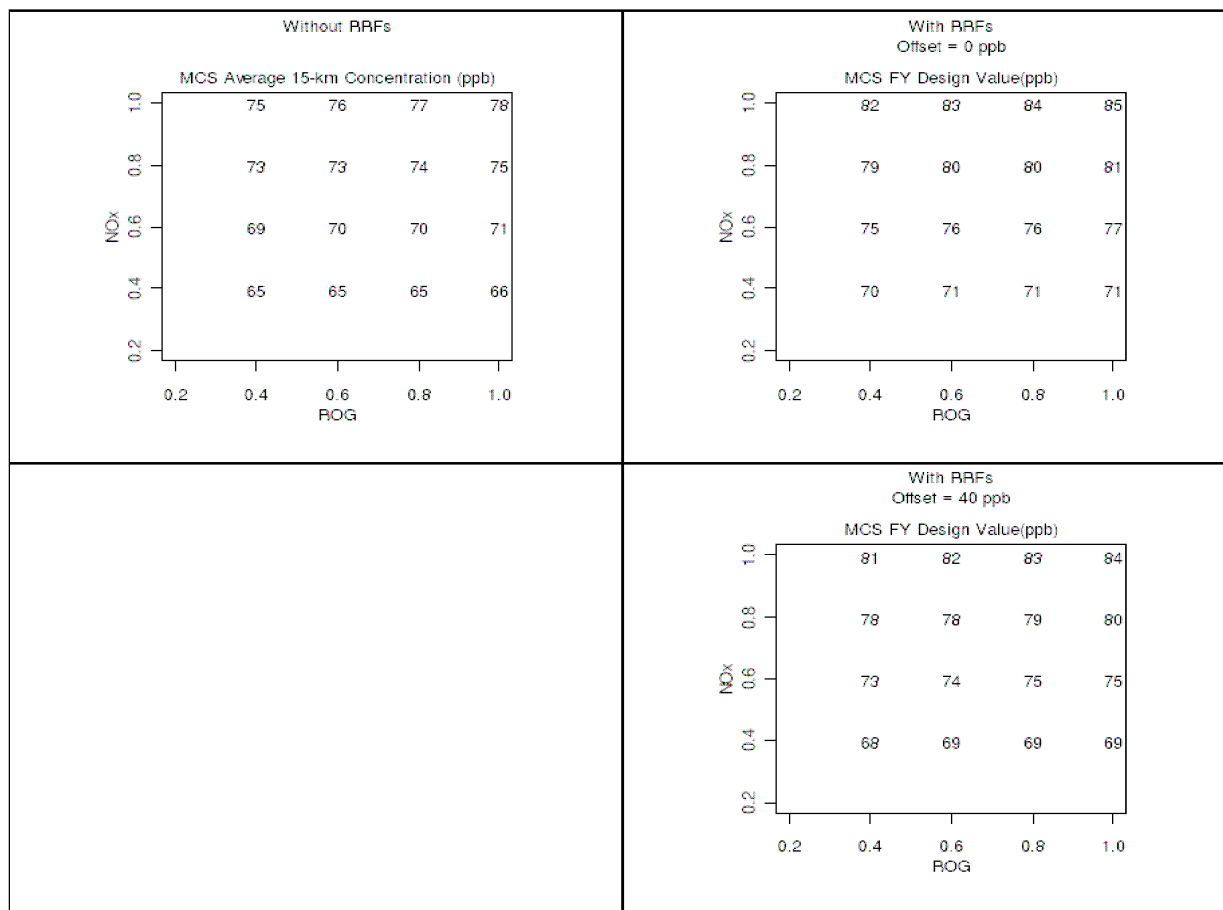 Without RRFs
MCS Average 15-km Concentration (ppb)
1.0 75 76 77 78
0.8 73 73 74 75
NOx
0.6 69 70 70 71
0.4 65 65 65 66
0.2
0.2 0.4 0.6 0.8 1.0
ROG
With RRFs
Offset = 0 ppb
MCS FY Design Value(ppb)
1.0 82 83 84 85
0.8 79 80 80 81
NOx
0.6 75 76 76 77
0.4 70 71 71 71
0.2
0.2 0.4 0.6 0.8 1.0
ROG
With RRFs
Offset = 40 ppb
MCS FY Design Value(ppb)
1.0 81 82 83 84
0.8 78 78 79 80
NOx
0.6 73 74 75 75
0.4 68 69 69 69
0.2
0.2 0.4 0.6 0.8 1.0
ROG